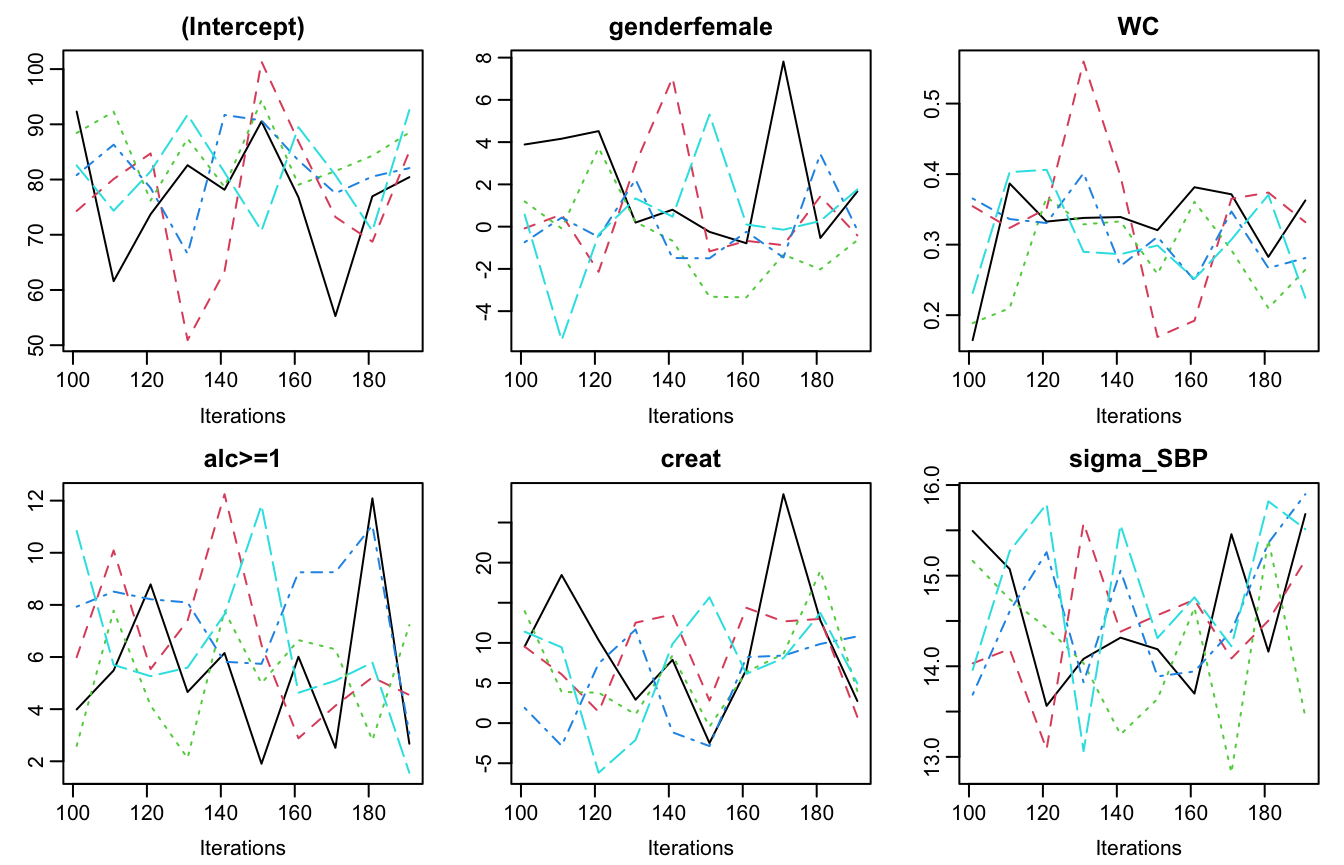 (Intercept)
100
90
80
70
60
50
100 120 140 160 180
Iterations
genderfemale
8
6
4
2
0
-2
-4
100 120 140 160 180
Iterations
WC
0.5
0.4
0.3
0.2
100 120 140 160 180
Iterations
alc>=1
12
10
8
6
4
2
100 120 140 160 180
Iterations
creat
20
10
5
0
-5
100 120 140 160 180
Iterations
sigma_SBP
16.0
15.0
14.0
13.0
100 120 140 160 180
Iterations